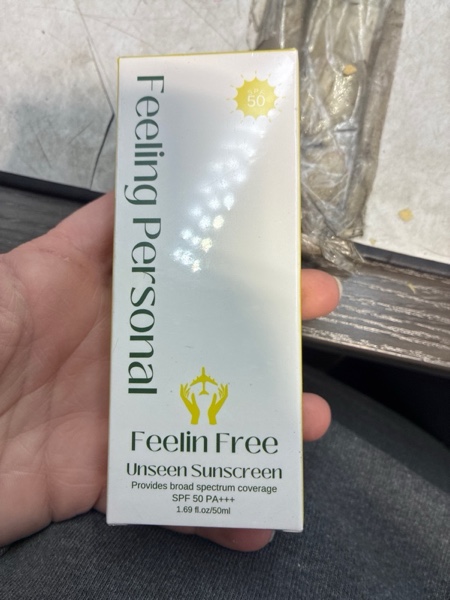 Feeling Personal
SPF
50
Feelin Free
Unseen Sunscreen
Provides broad spectrum coverage
SPF 50 PA+++
1.69 fl.oz/50ml